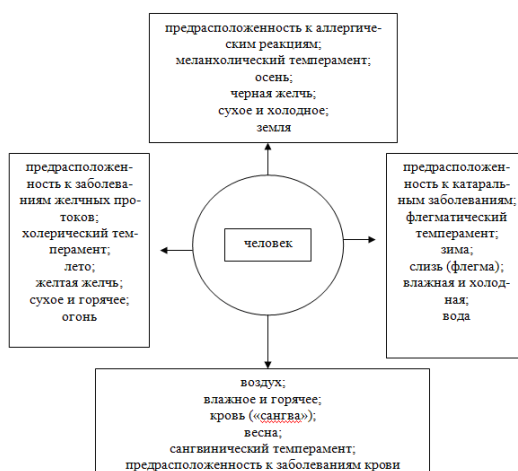 предрасположенность к аллергиче-
ским реакциям;
меланхолический темперамент;
осень;
черная желчь;
сухое и холодное;
земля
предрасположен-
ность к заболева-
ниям желчных про-
токов;
холерический тем-
перамент;
лето;
желтая желчь;
сухое и горячее;
огонь
человек
предрасположен-
ность к катараль-
ным заболеваниям;
флегматический
темперамент;
зима;
слизь (флегма);
влажная и холод-
ная;
вода
воздух;
влажное и горячее;
кровь («сангва»);
весна;
сангвинический темперамент;
предрасположенность к заболеваниям крови